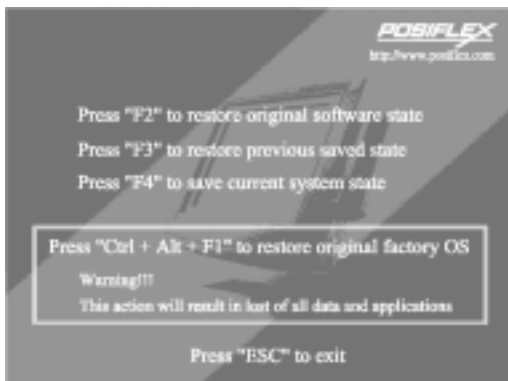 POSIFLEX
http://www.posiflex.com
Press "F2" to restore original software state
Press "F3" to restore previous saved state
Press "F4" to save current system state
Press "Ctrl + Alt + F1" to restore original factory OS
Warning!!!
This action will result in lost of all data and applications
Press "ESC" to exit